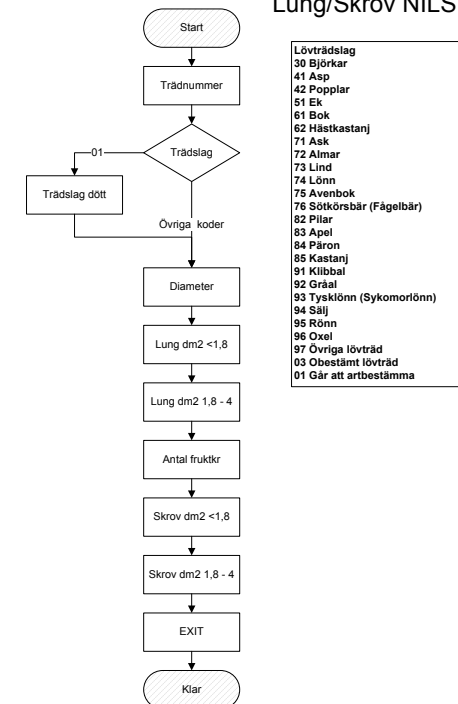 Lung/Skrov NILS
Start
Trädnummer
Trädslag
01
Trädslag dött
Övriga koder
Diameter
Lung dm2 <1,8
Lung dm2 1,8 - 4
Antal fruktkr
Skrov dm2 <1,8
Skrov dm2 1,8 - 4
EXIT
Klar
Lövträdslag
30 Björkar
41 Asp
42 Popplar
51 Ek
61 Bok
62 Hästkastanj
71 Ask
72 Almar
73 Lind
74 Lönn
75 Avenbok
76 Sötkörsbär (Fågelbär)
82 Pilar
83 Apel
84 Päron
85 Kastanj
91 Klibbal
92 Gråal
93 Tysklönn (Sykomorlönn)
94 Sälj
95 Rönn
96 Oxel
97 Övriga lövträd
03 Obestämt lövträd
01 Går att artbestämma